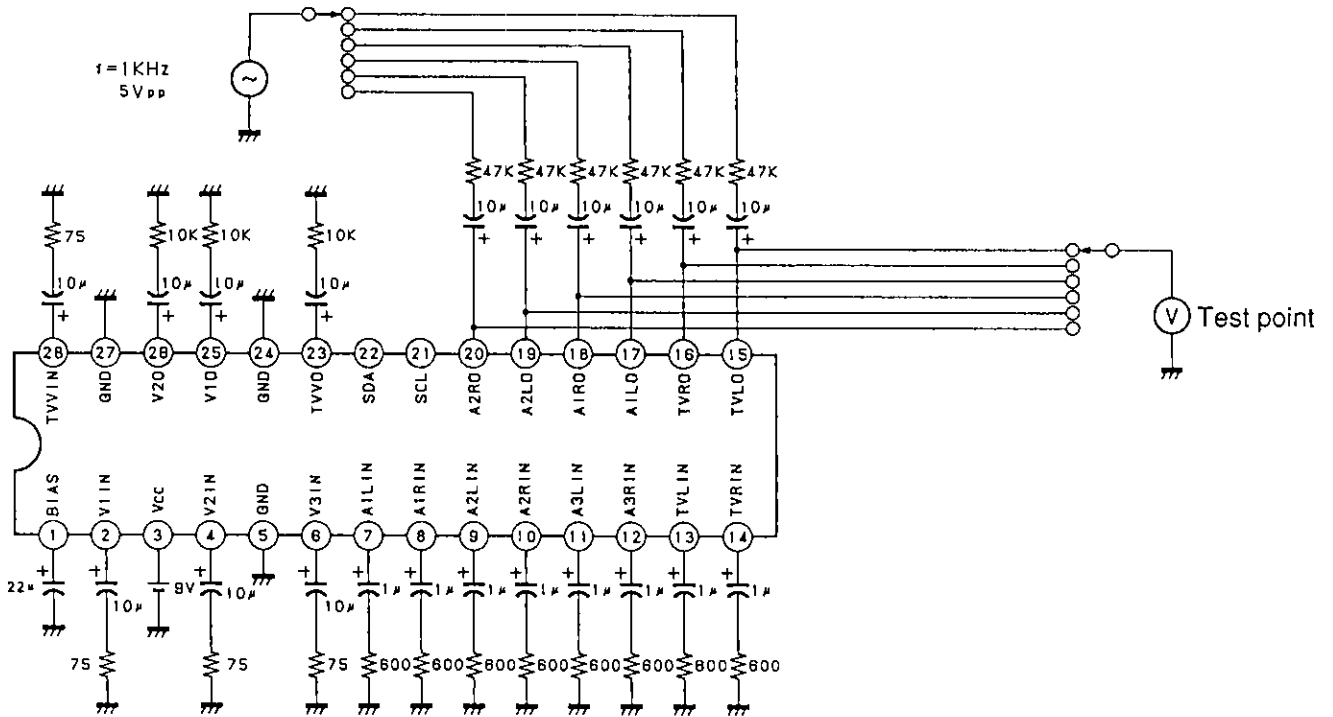 f=1KHz
5Vpp
~
47K 47K 47K 47K 47K 47K
10μ 10μ 10μ 10μ 10μ 10μ
+ + + + + +
75 10K 10K 10K
10μ 10μ 10μ 10μ
+ + + +
V Test point
28 27 28 25 24 23 22 21 20 19 18 17 16 15
TVVIN GND V2O V1O GND TVVO SDA SCL A2RO A2LO A1RO A1LO TVRO TVLO
BIAS V1IN VCC V2IN GND V3IN A1LIN A1RIN A2LIN A2RIN A3LIN A3RIN TVLIN TVRIN
1 2 3 4 5 6 7 8 9 10 11 12 13 14
+ + + + + + + + + + + +
22μ 10μ 9V 10μ 10μ 1μ 1μ 1μ 1μ 1μ 1μ 1μ 1μ
75 75 75 600 600 600 600 600 600 600 600